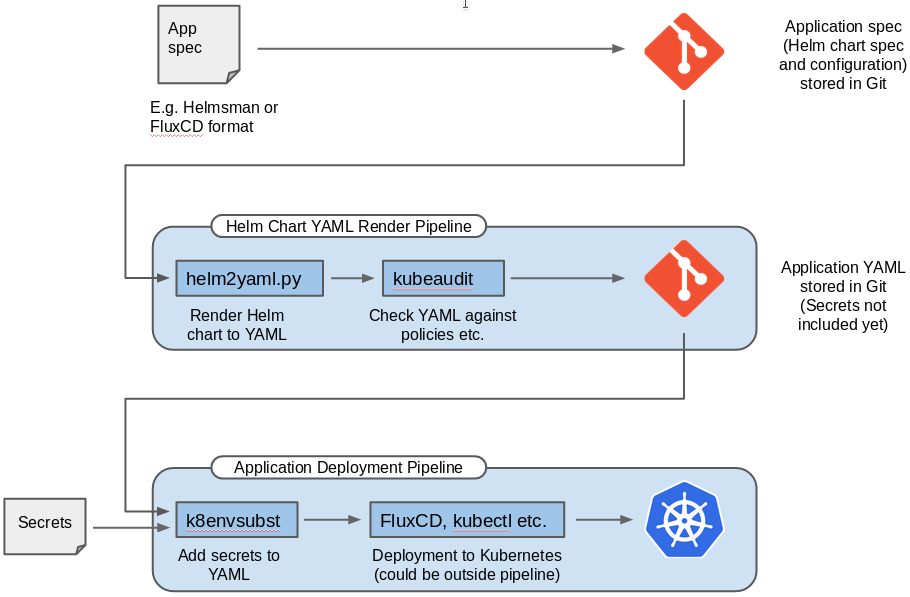 App
spec
E.g. Helmsman or
FluxCD format
Application spec
(Helm chart spec
and configuration)
stored in Git
Helm Chart YAML Render Pipeline
helm2yaml.py
kubeaudit
Render Helm
chart to YAML
Check YAML against
policies etc.
Application YAML
stored in Git
(Secrets not
included yet)
Application Deployment Pipeline
Secrets
k8envsubst
FluxCD, kubectl etc.
Add secrets to
YAML
Deployment to Kubernetes
(could be outside pipeline)